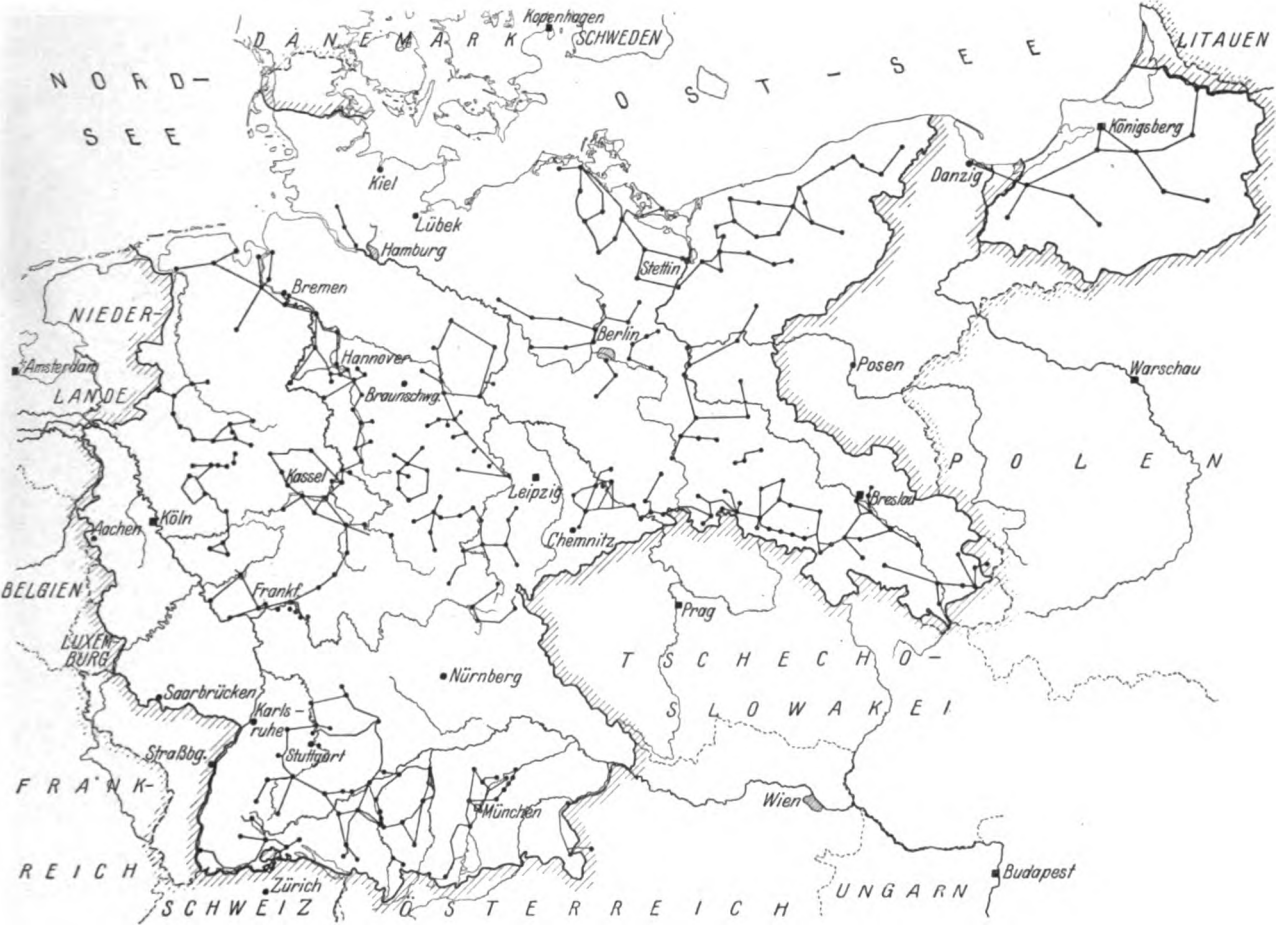 DÄNEMARK
Kopenhagen
SCHWEDEN
LITAUEN
NORD-
SEE
OST-SEE
Königsberg
Danzig
Kiel
Lübek
Hamburg
Stettin
Bremen
NIEDER-
LANDE
Amsterdam
Hannover
Braunschwg.
Berlin
Posen
Warschau
POLEN
Kassel
Leipzig
Breslau
Köln
Aachen
Chemnitz
BELGIEN
Frankf.
Prag
LUXEM-
BURG
TSCHECHO-
SLOWAKEI
Nürnberg
Saarbrücken
Karls-
ruhe
Straßbg.
Stuttgart
FRANK-
REICH
München
Wien
Budapest
UNGARN
Zürich
SCHWEIZ
ÖSTERREICH